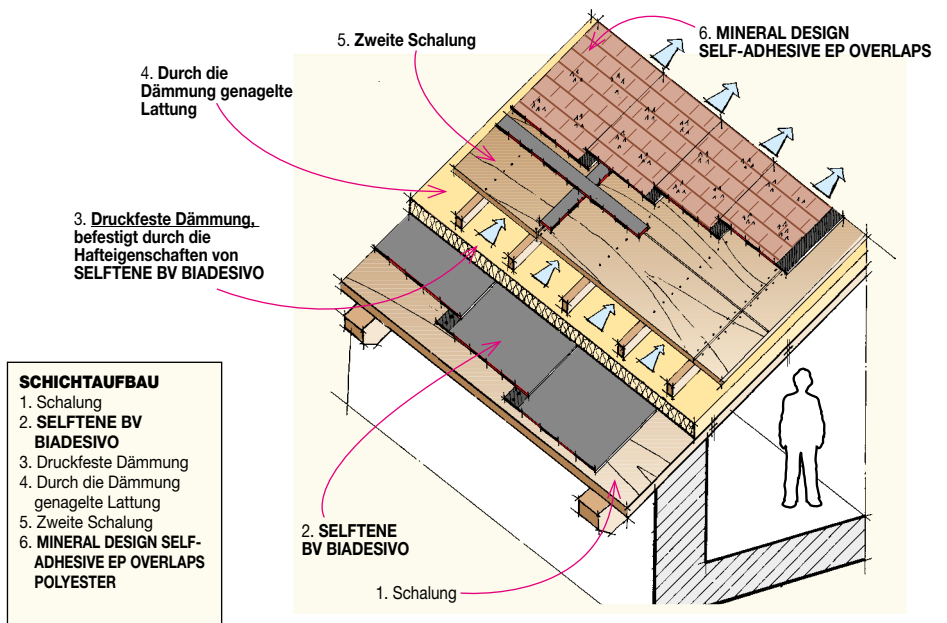 6. MINERAL DESIGN
SELF-ADHESIVE EP OVERLAPS
5. Zweite Schalung
4. Durch die
Dämmung genagelte
Lattung
3. Druckfeste Dämmung,
befestigt durch die
Hafteigenschaften von
SELFTENE BV BIADESIVO
SCHICHTAUFBAU
1. Schalung
2. SELFTENE BV
BIADESIVO
3. Druckfeste Dämmung
4. Durch die Dämmung
genagelte Lattung
5. Zweite Schalung
6. MINERAL DESIGN SELF-
ADHESIVE EP OVERLAPS
POLYESTER
2. SELFTENE
BV BIADESIVO
1. Schalung